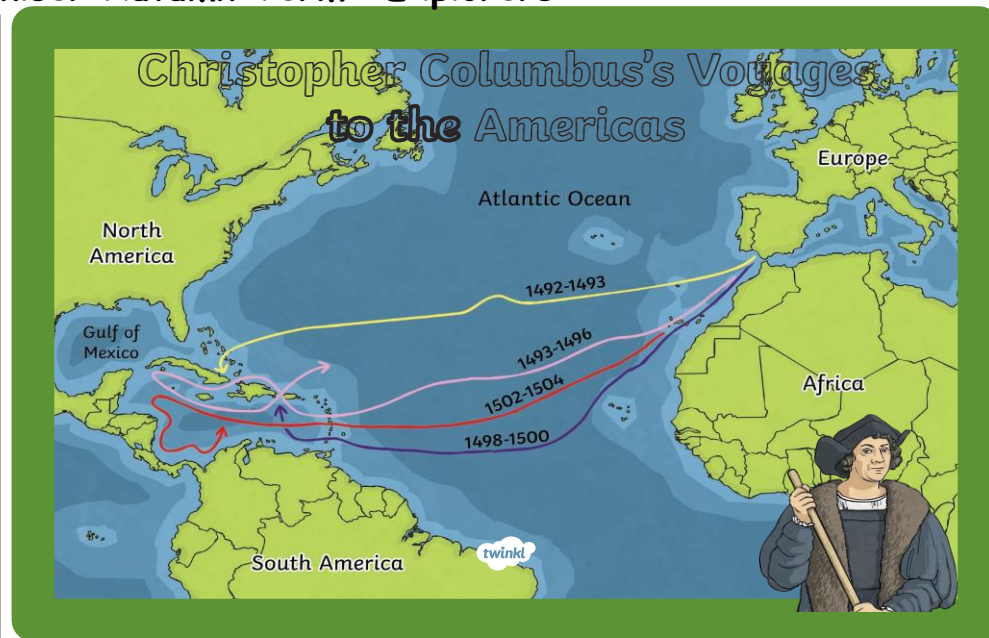 Christopher Columbus's Voyages
to the Americas
Europe
Atlantic Ocean
North
America
1492-1493
Gulf of
Mexico
1493-1496
1502-1504
Africa
1498-1500
South America
twinkl